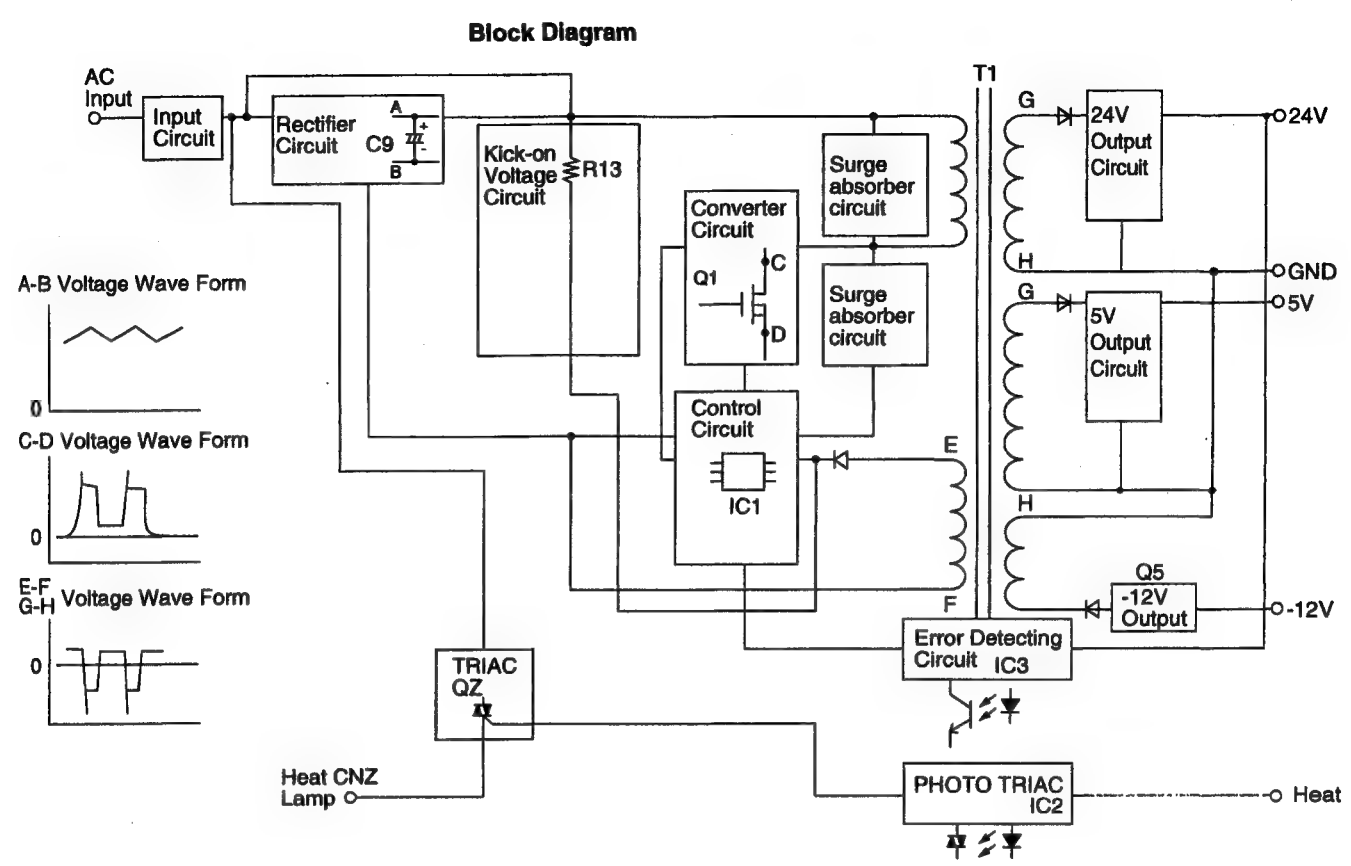 Block Diagram
AC
Input
Input
Circuit
Rectifier
Circuit
C9
A
+
-
B
Kick-on
Voltage
Circuit
R13
Converter
Circuit
Q1
C
D
Surge
absorber
circuit
Surge
absorber
circuit
T1
G
24V
Output
Circuit
24V
H
GND
G
5V
Output
Circuit
5V
H
Q5
-12V
Output
-12V
Control
Circuit
IC1
E
F
Error Detecting
Circuit IC3
A-B Voltage Wave Form
0
C-D Voltage Wave Form
0
E-F
G-H Voltage Wave Form
0
TRIAC
QZ
Heat CNZ
Lamp
PHOTO TRIAC
IC2
Heat